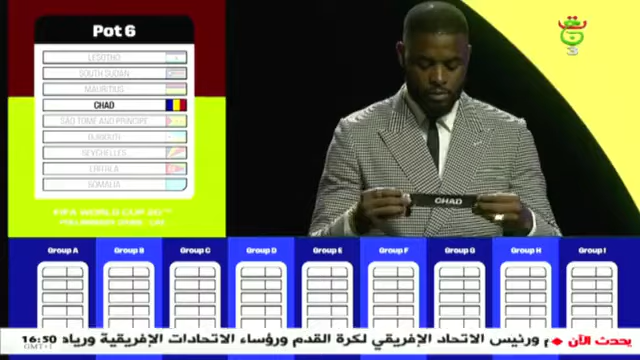 Pot 6
LESOTHO
SOUTH SUDAN
MAURITIUS
CHAD
SAO TOME AND PRINCIPE
DJIBOUTI
SEYCHELLES
ERITREA
SOMALIA
FIFA WORLD CUP
CHAD
Group A Group B Group C Group D Group E Group F Group G Group H Group I
16:50
GMT+1
يحدث الآن ورئيس الاتحاد الإفريقي لكرة القدم ورؤساء الاتحادات الإفريقية